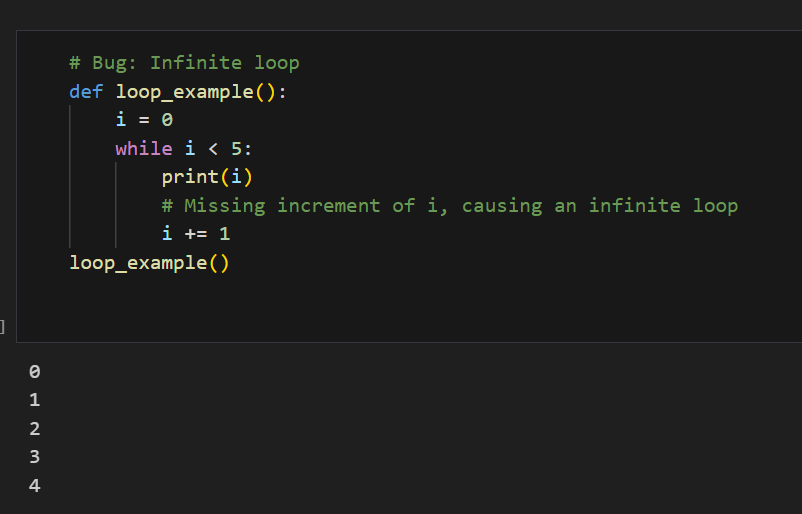 # Bug: Infinite loop
def loop_example():
    i = 0
    while i < 5:
        print(i)
        # Missing increment of i, causing an infinite loop
        i += 1
loop_example()
]
0
1
2
3
4